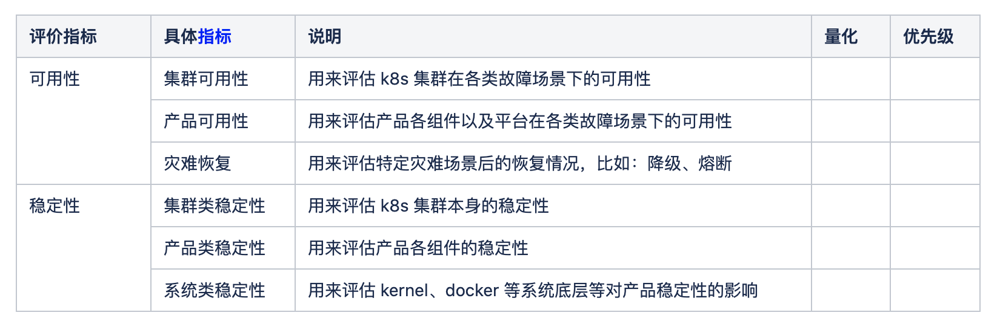 评价指标 具体指标 说明 量化 优先级
可用性 集群可用性 用来评估 k8s 集群在各类故障场景下的可用性
产品可用性 用来评估产品各组件以及平台在各类故障场景下的可用性
灾难恢复 用来评估特定灾难场景后的恢复情况，比如：降级、熔断
稳定性 集群类稳定性 用来评估 k8s 集群本身的稳定性
产品类稳定性 用来评估产品各组件的稳定性
系统类稳定性 用来评估 kernel、docker 等系统底层等对产品稳定性的影响